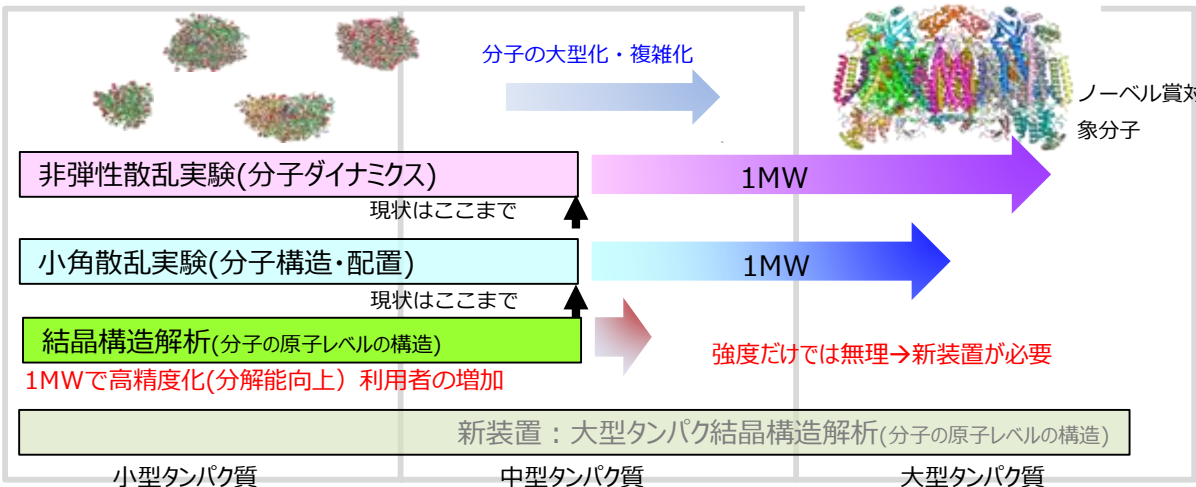 分子の大型化・複雑化
ノーベル賞対
象分子
非弾性散乱実験(分子ダイナミクス)
1MW
現状はここまで
小角散乱実験(分子構造・配置)
1MW
現状はここまで
結晶構造解析(分子の原子レベルの構造)
強度だけでは無理→新装置が必要
1MWで高精度化(分解能向上）利用者の増加
新装置：大型タンパク結晶構造解析(分子の原子レベルの構造)
小型タンパク質
中型タンパク質
大型タンパク質